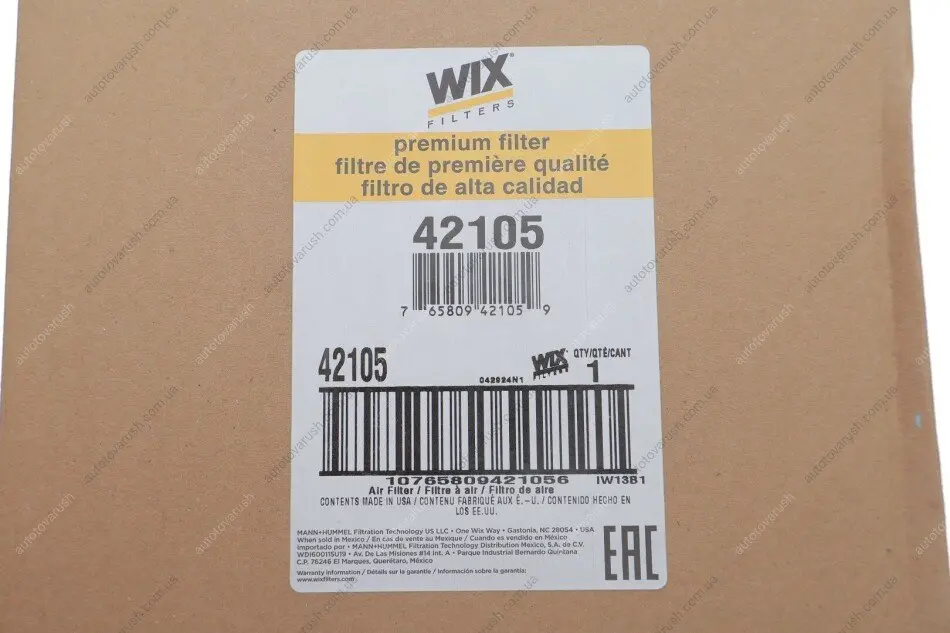 WIX
FILTERS
premium filter
filtre de première qualité
filtro de alta calidad
42105
7 65809 42105 9
42105
042924N1
WIX
FILTERS
QTY/QTÉ/CANT
1
10765809421056
IW13B1
Air Filter / Filtre à air / Filtro de aire
CONTENTS MADE IN USA / CONTENU FABRIQUÉ AUX É.-U. / CONTENIDO HECHO EN
LOS EE.UU.
MANN+HUMMEL Filtration Technology US LLC • One Wix Way • Gastonia, NC 28054 • USA
When sold in Mexico / En cas de vente au Mexique / Cuando es vendido en México
Importado por • MANN+HUMMEL Filtration Technology Distribution Mexico, S.A. de C.V.
WDI600115U19 • Av. De Las Misiones #14 Int. A • Parque Industrial Bernardo Quintana
C.P. 76246 El Marques, Querétaro, México
Warranty information / Détails sur la garantie / Información sobre la garantía:
www.wixfilters.com
EAC
autotovarush.com.ua